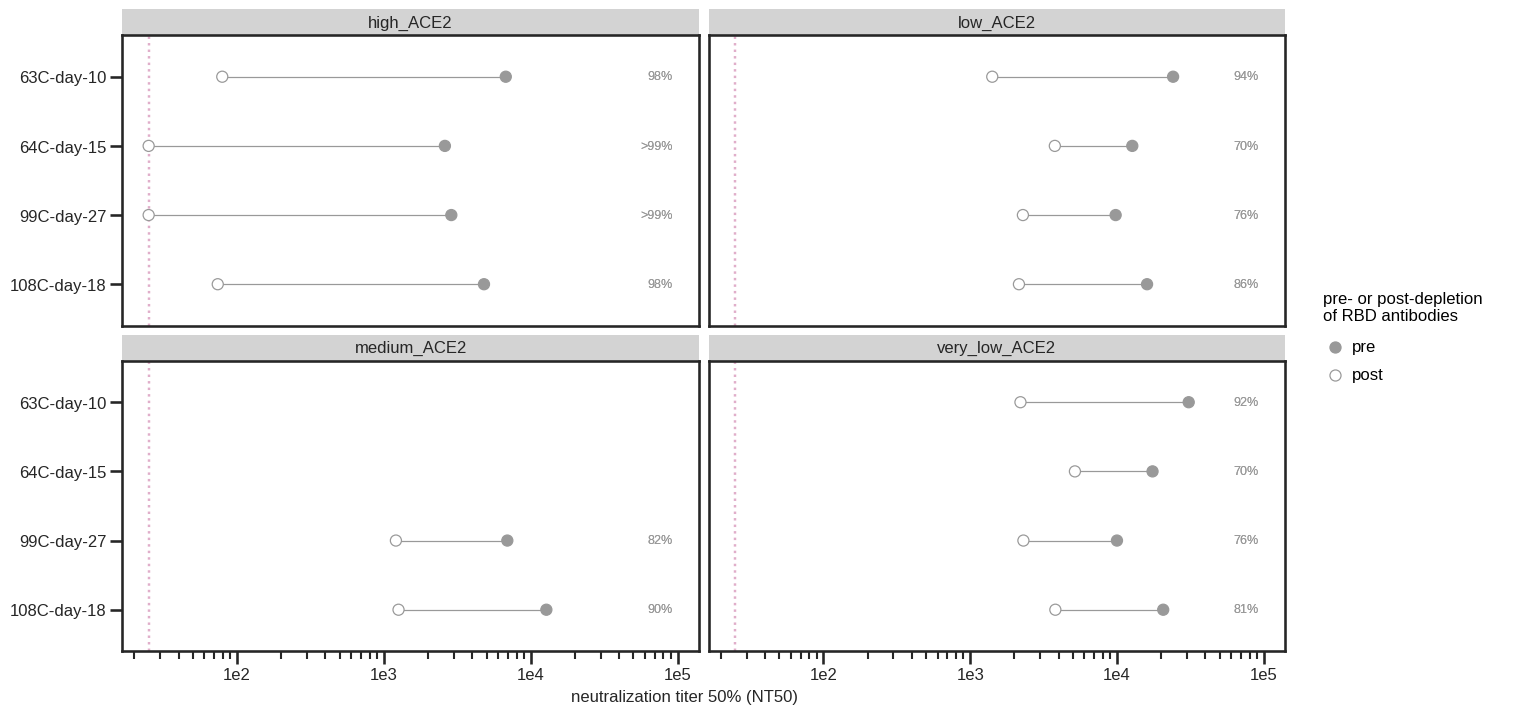 high_ACE2
low_ACE2
63C-day-10
98%
94%
64C-day-15
>99%
70%
99C-day-27
>99%
76%
108C-day-18
98%
86%
medium_ACE2
very_low_ACE2
63C-day-10
92%
64C-day-15
70%
99C-day-27
82%
76%
108C-day-18
90%
81%
1e2
1e3
1e4
1e5
1e2
1e3
1e4
1e5
neutralization titer 50% (NT50)
pre- or post-depletion
of RBD antibodies
pre
post